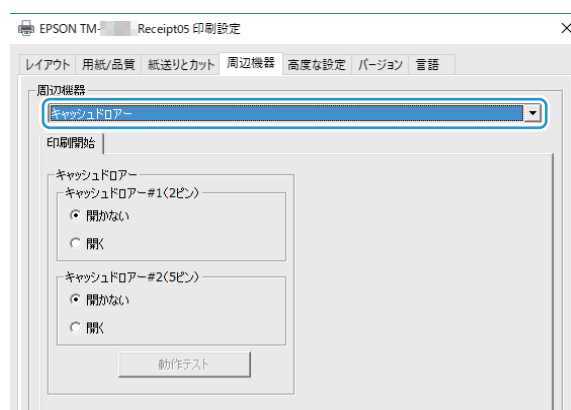 EPSON TM- Receipt05 印刷設定
レイアウト 用紙/品質 紙送りとカット 周辺機器 高度な設定 バージョン 言語
周辺機器
キャッシュドロアー
印刷開始
キャッシュドロアー
キャッシュドロアー#1(2ピン)
開かない
開く
キャッシュドロアー#2(5ピン)
開かない
開く
動作テスト